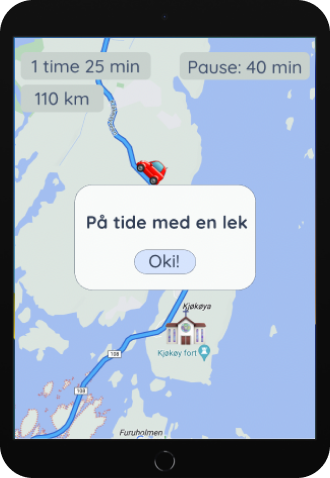 1 time 25 min
Pause: 40 min
110 km
På tide med en lek
Oki!
Kjøkøya
Kjøkøy fort
108
108
Furuholmen